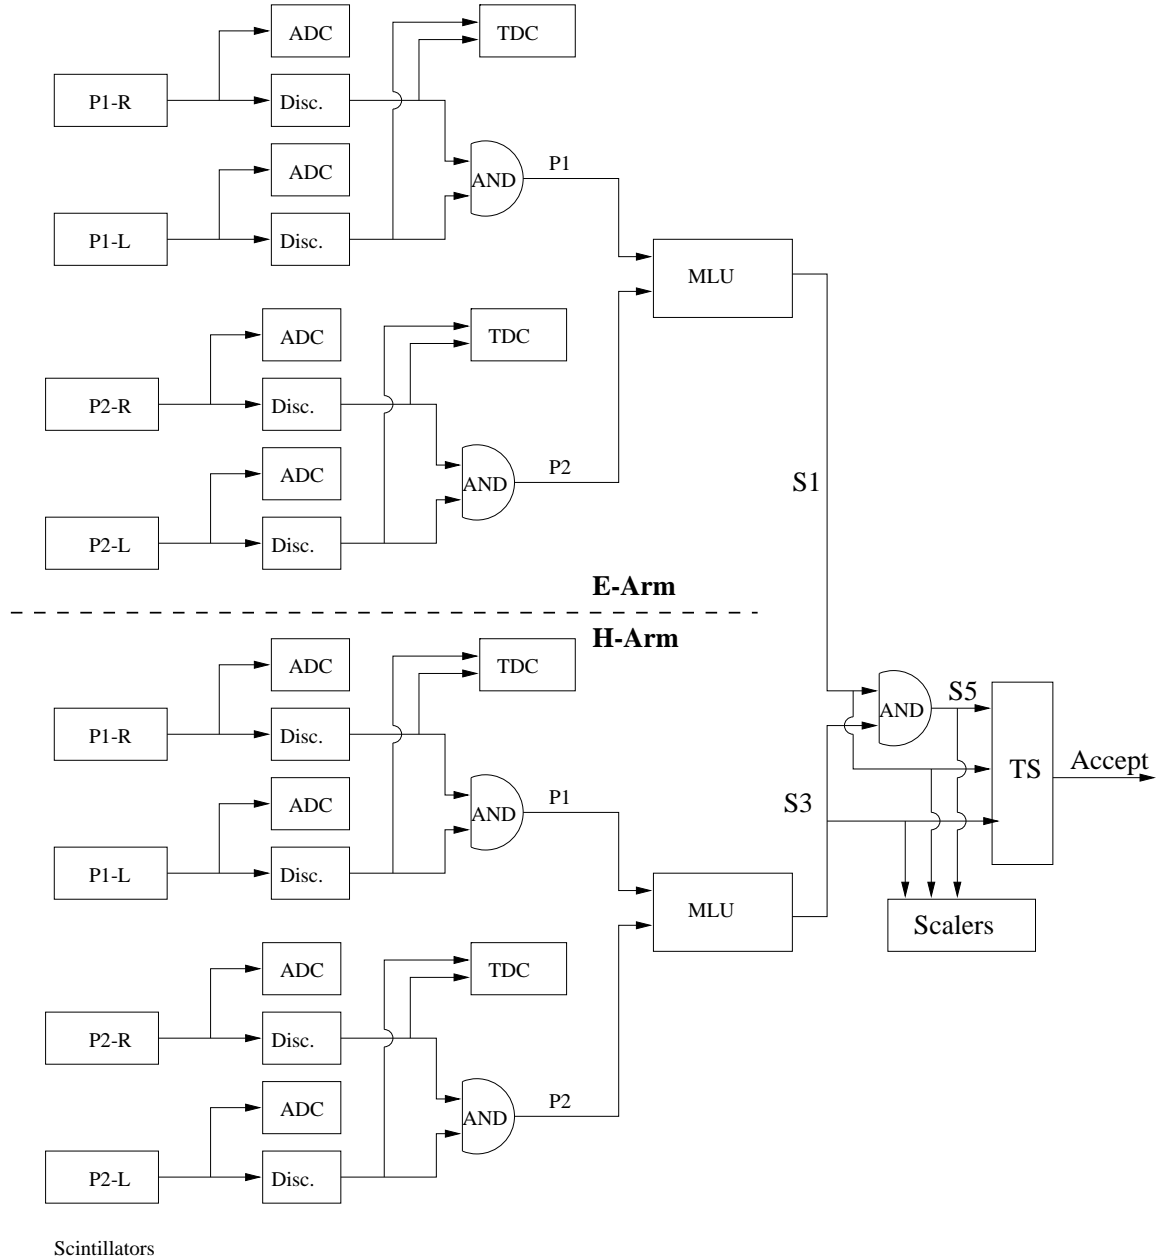 ADC
TDC
P1-R
Disc.
ADC
AND
P1
P1-L
Disc.
MLU
ADC
TDC
P2-R
Disc.
ADC
AND
P2
S1
P2-L
Disc.
E-Arm
H-Arm
ADC
TDC
P1-R
Disc.
AND
S5
TS
Accept
ADC
AND
P1
S3
P1-L
Disc.
MLU
Scalers
ADC
TDC
P2-R
Disc.
ADC
AND
P2
P2-L
Disc.
Scintillators